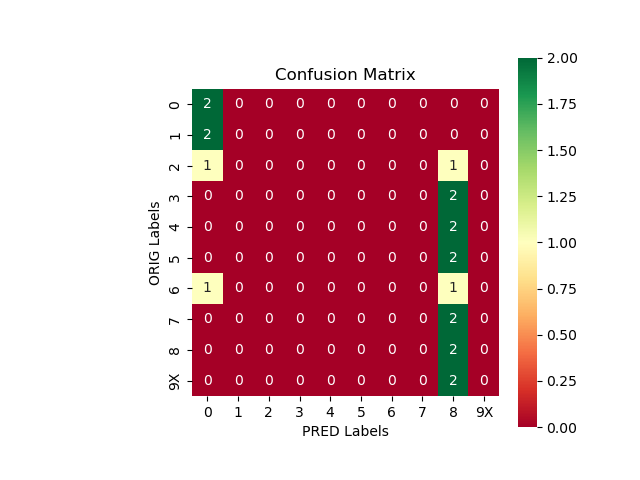 Confusion Matrix
0 2 0 0 0 0 0 0 0 0 0
1 2 0 0 0 0 0 0 0 0 0
2 1 0 0 0 0 0 0 0 1 0
3 0 0 0 0 0 0 0 0 2 0
4 0 0 0 0 0 0 0 0 2 0
5 0 0 0 0 0 0 0 0 2 0
6 1 0 0 0 0 0 0 0 1 0
7 0 0 0 0 0 0 0 0 2 0
8 0 0 0 0 0 0 0 0 2 0
9X 0 0 0 0 0 0 0 0 2 0
0 1 2 3 4 5 6 7 8 9X
PRED Labels
ORIG Labels
2.00
1.75
1.50
1.25
1.00
0.75
0.50
0.25
0.00